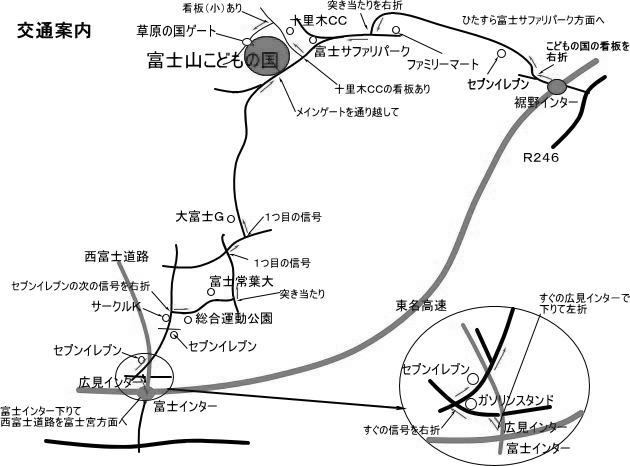 交通案内
看板(小)あり
十里木CC
突き当たりを右折
ひたすら富士サファリパーク方面へ
草原の国ゲート
富士山こどもの国
富士サファリパーク
ファミリーマート
こどもの国の看板を
右折
セブンイレブン
十里木CCの看板あり
メインゲートを通り越して
裾野インター
R246
大富士G
1つ目の信号
西富士道路
1つ目の信号
セブンイレブンの次の信号を右折
富士常葉大
突き当たり
サークルK
総合運動公園
セブンイレブン
東名高速
すぐの広見インターで
下りて左折
セブンイレブン
セブンイレブン
広見インター
ガソリンスタンド
富士インター
富士インター下りて
西富士道路を富士宮方面
すぐの信号を右折
広見インター
富士インター